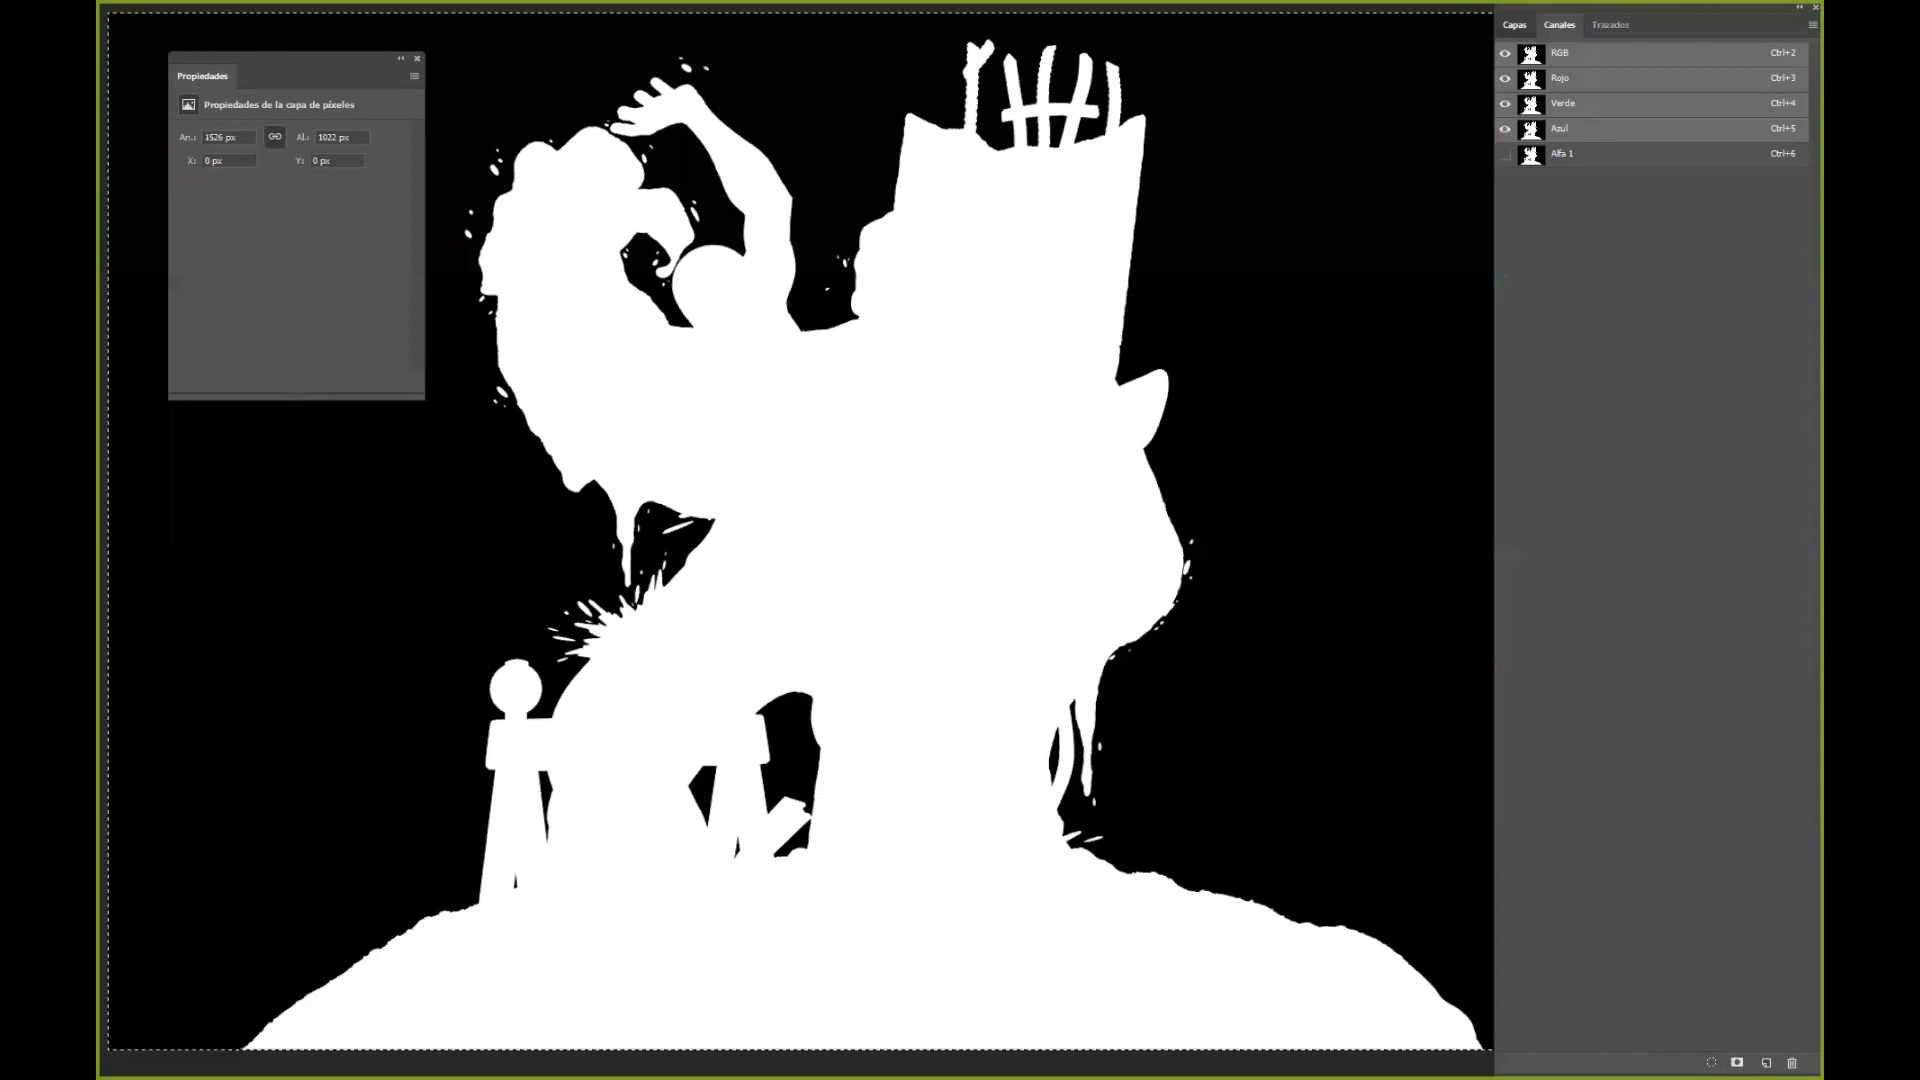 Propiedades
Propiedades de la capa de píxeles
An.: 1526 px Al.: 1022 px
X: 0 px Y: 0 px
Capas Canales Trazados
RGB Ctrl+2
Rojo Ctrl+3
Verde Ctrl+4
Azul Ctrl+5
Alfa 1 Ctrl+6